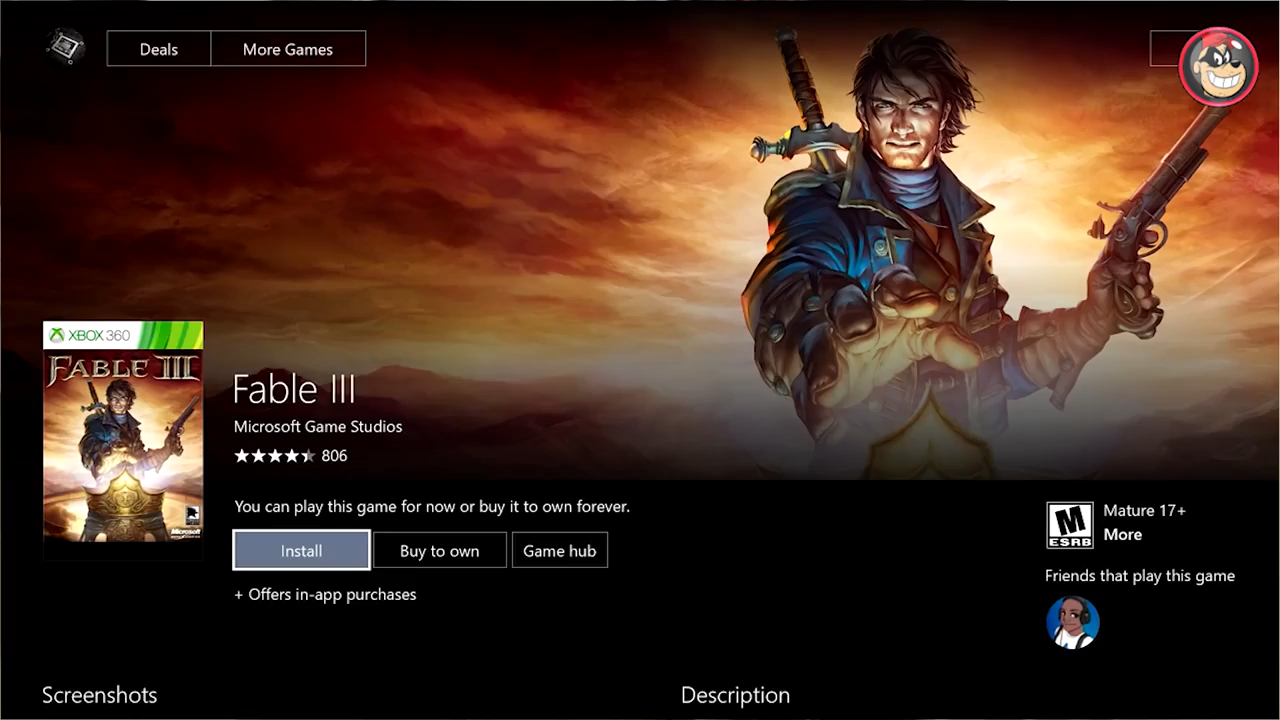 Deals
More Games
XBOX 360
FABLE III
Fable III
Microsoft Game Studios
806
You can play this game for now or buy it to own forever.
Install
Buy to own
Game hub
+ Offers in-app purchases
M
ESRB
Mature 17+
More
Friends that play this game
Screenshots
Description